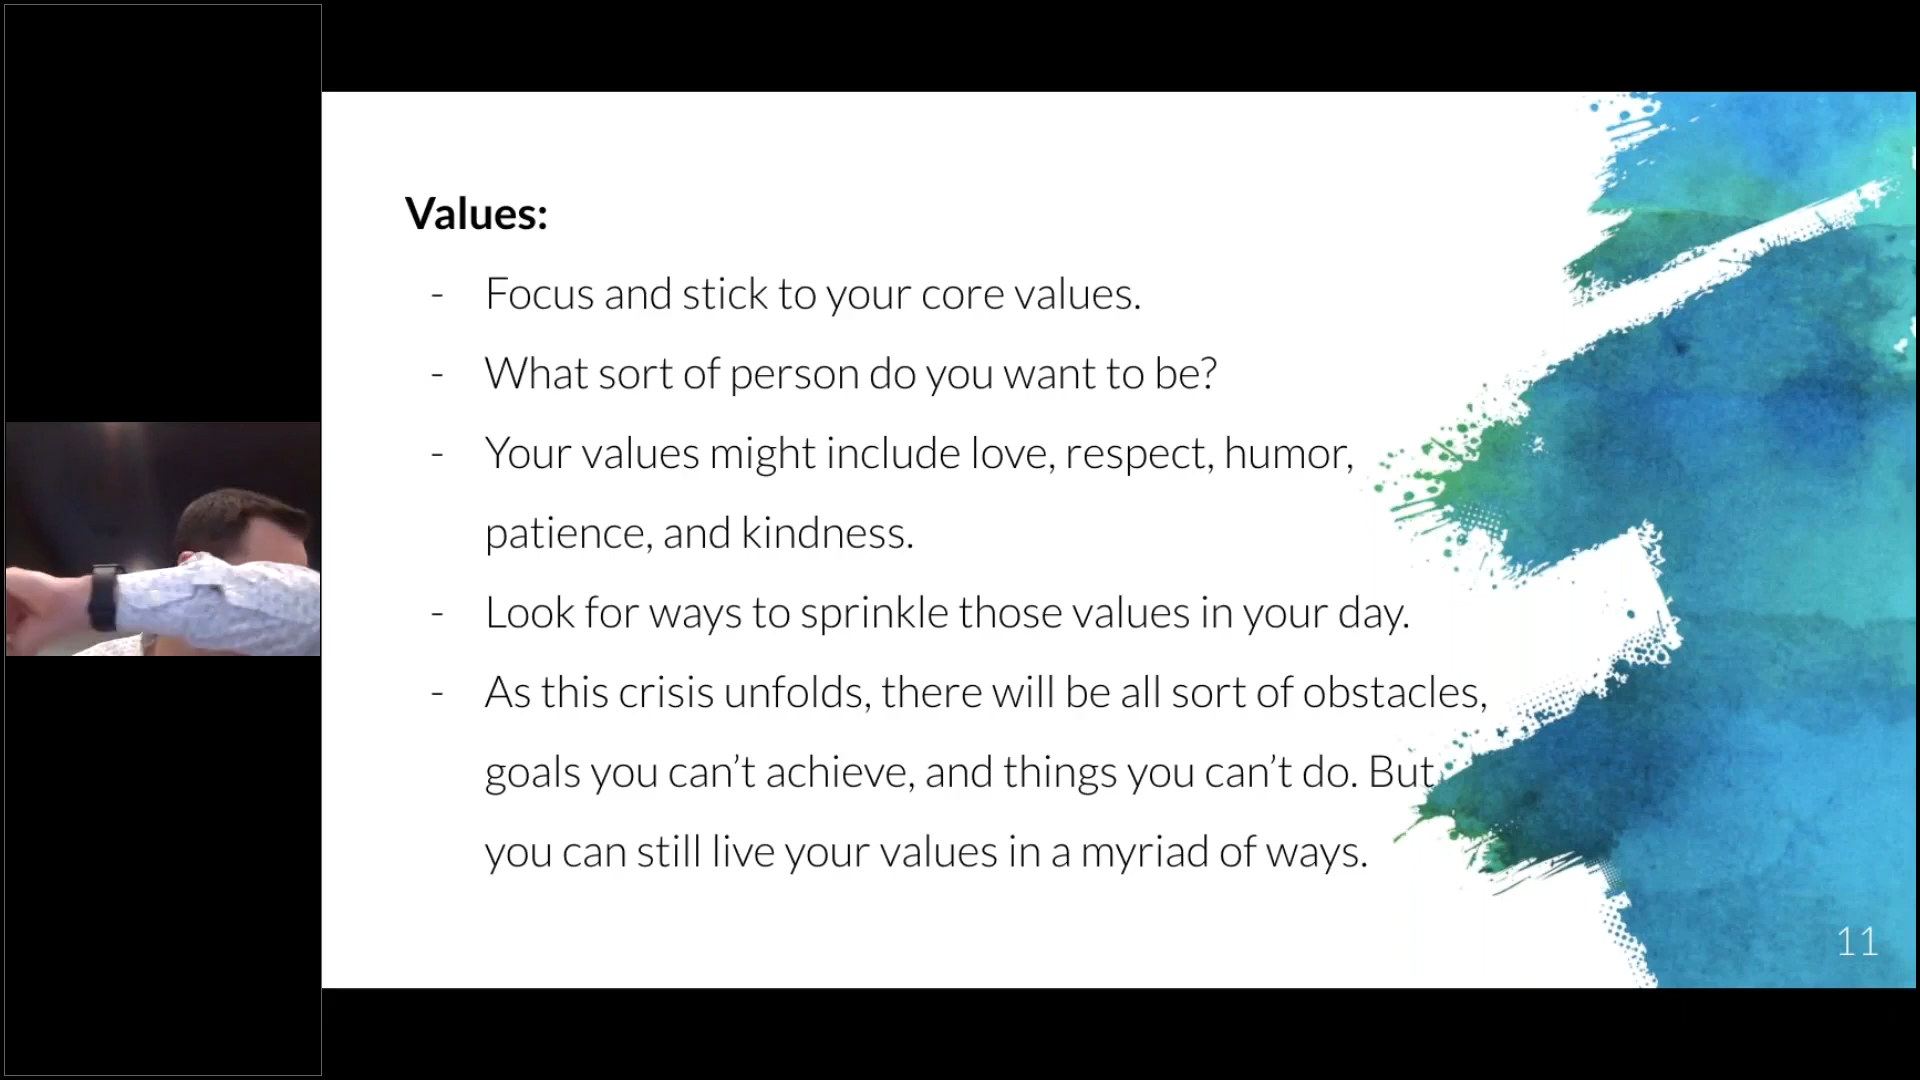 Values:
- Focus and stick to your core values.
- What sort of person do you want to be?
- Your values might include love, respect, humor,
patience, and kindness.
- Look for ways to sprinkle those values in your day.
- As this crisis unfolds, there will be all sort of obstacles,
goals you can’t achieve, and things you can’t do. But
you can still live your values in a myriad of ways.
11